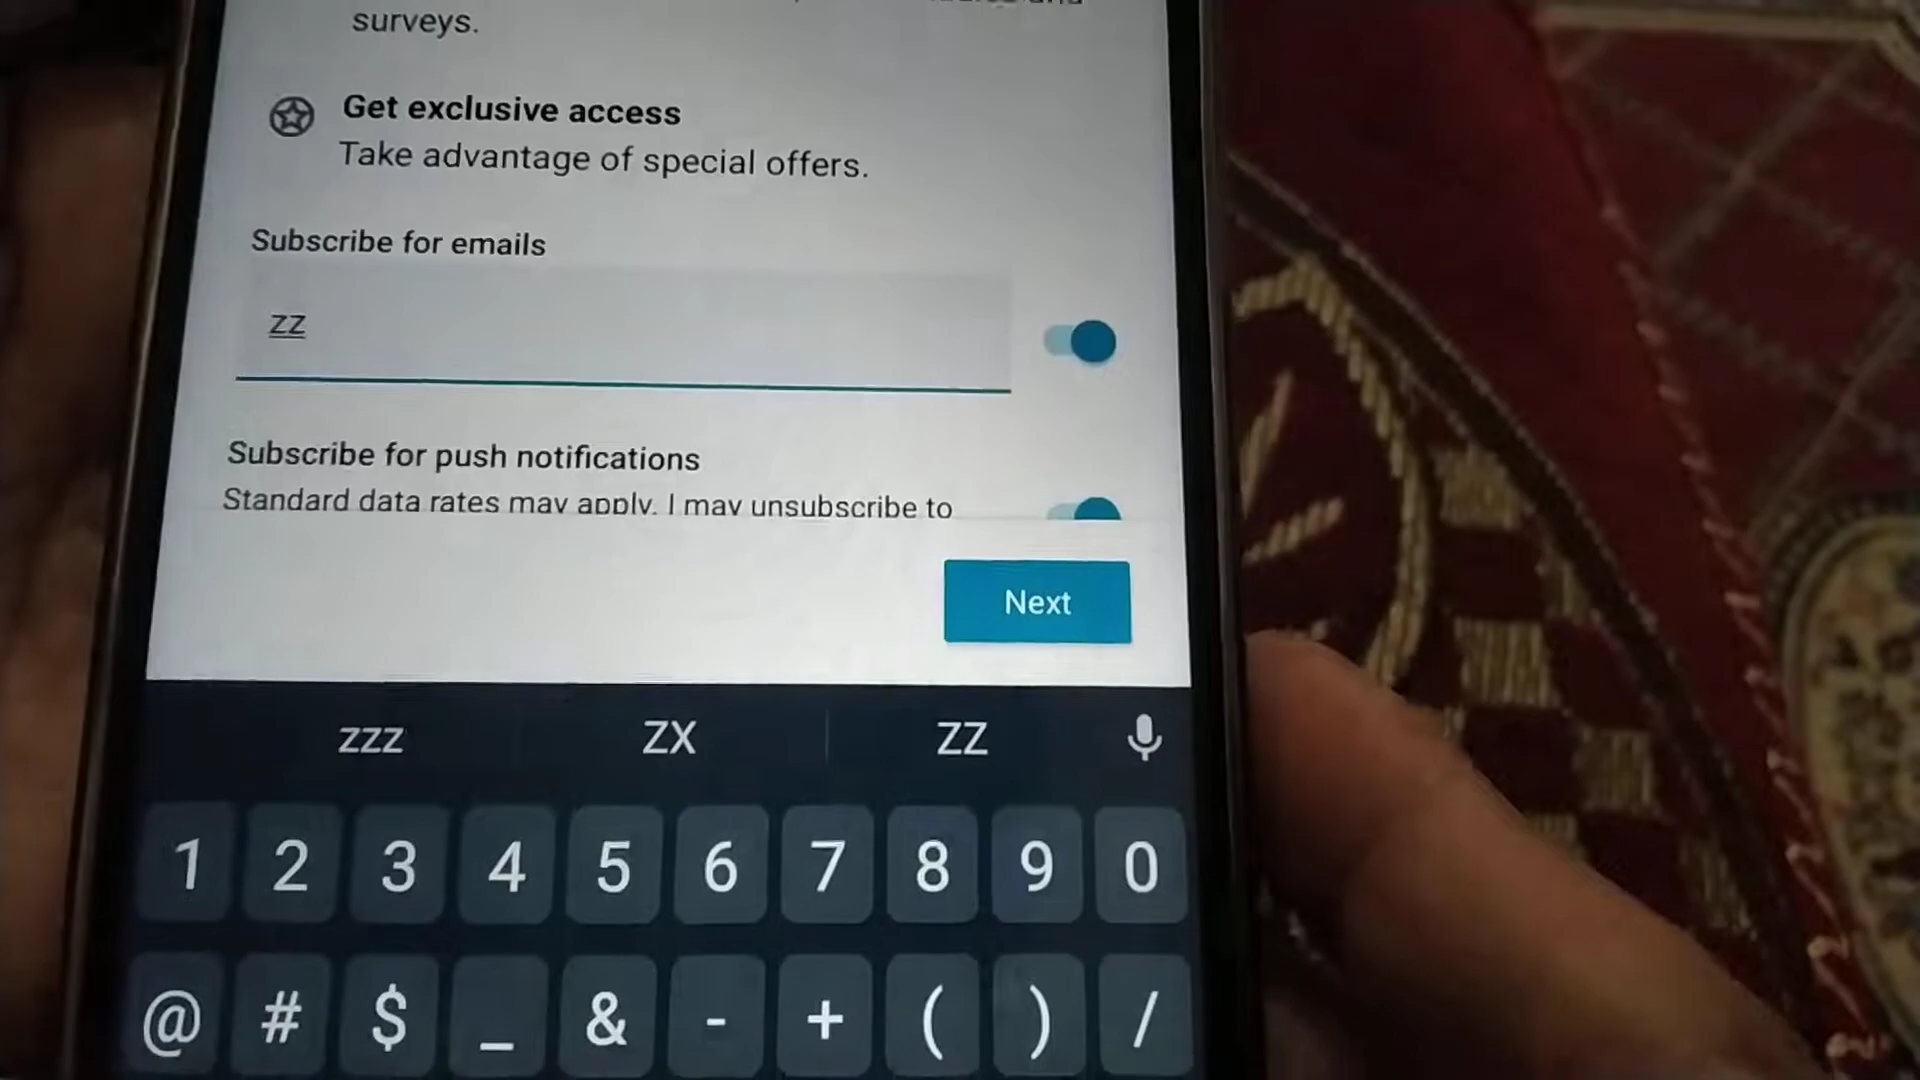 surveys.
Get exclusive access
Take advantage of special offers.
Subscribe for emails
zz
Subscribe for push notifications
Standard data rates may apply. I may unsubscribe to
Next
zzz ZX ZZ
1 2 3 4 5 6 7 8 9 0
@ # $ _ & - + ( ) /